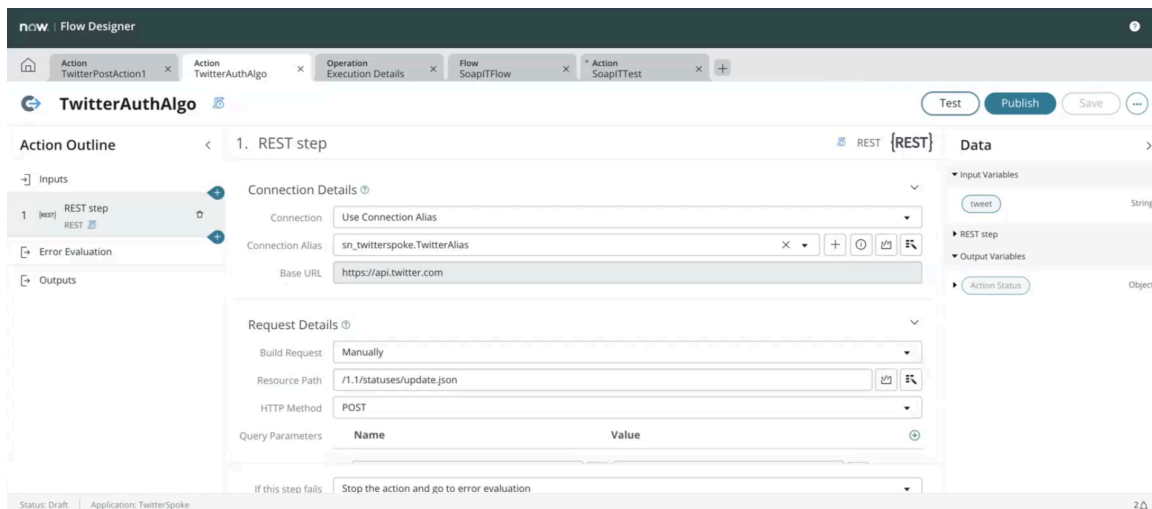 now. | Flow Designer
Action
TwitterPostAction1
Action
TwitterAuthAlgo
Operation
Execution Details
Flow
SoapITFlow
* Action
SoapITTest
TwitterAuthAlgo
Test
Publish
Save
Action Outline
1. REST step
REST {REST}
Data
Inputs
1 [REST] REST step
REST
Error Evaluation
Outputs
Connection Details
Connection Use Connection Alias
Connection Alias sn_twitterspoke.TwitterAlias
Base URL https://api.twitter.com
Request Details
Build Request Manually
Resource Path /1.1/statuses/update.json
HTTP Method POST
Query Parameters Name Value
If this step fails Stop the action and go to error evaluation
Input Variables
tweet String
REST step
Output Variables
Action Status Object
Status: Draft | Application: TwitterSpoke
2